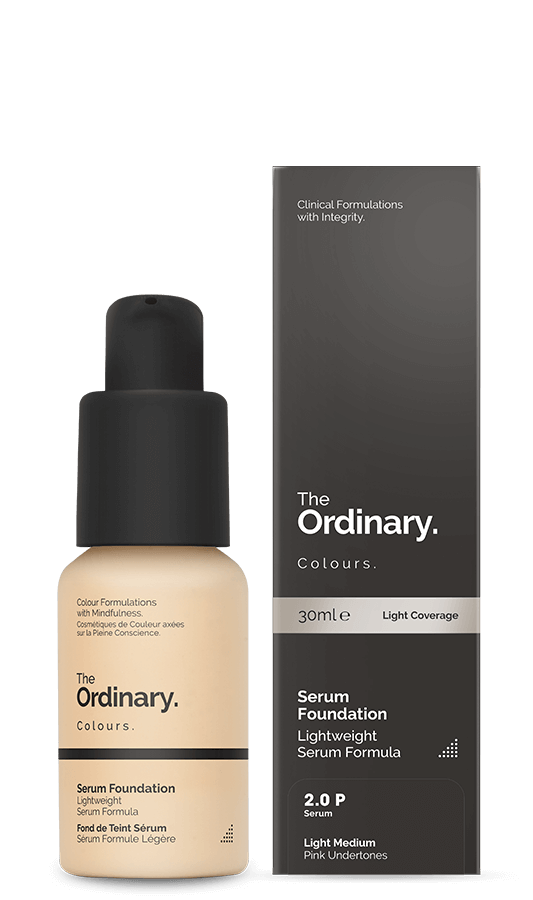 Clinical Formulations
with Integrity.
The
Ordinary.
Colours.
30ml e
Light Coverage
Serum
Foundation
Lightweight
Serum Formula
2.0 P
Serum
Light Medium
Pink Undertones
Colour Formulations
with Mindfulness.
Cosmétiques de Couleur axées
sur la Pleine Conscience.
The
Ordinary.
Colours.
Serum Foundation
Lightweight
Serum Formula
Fond de Teint Sérum
Sérum Formule Légère